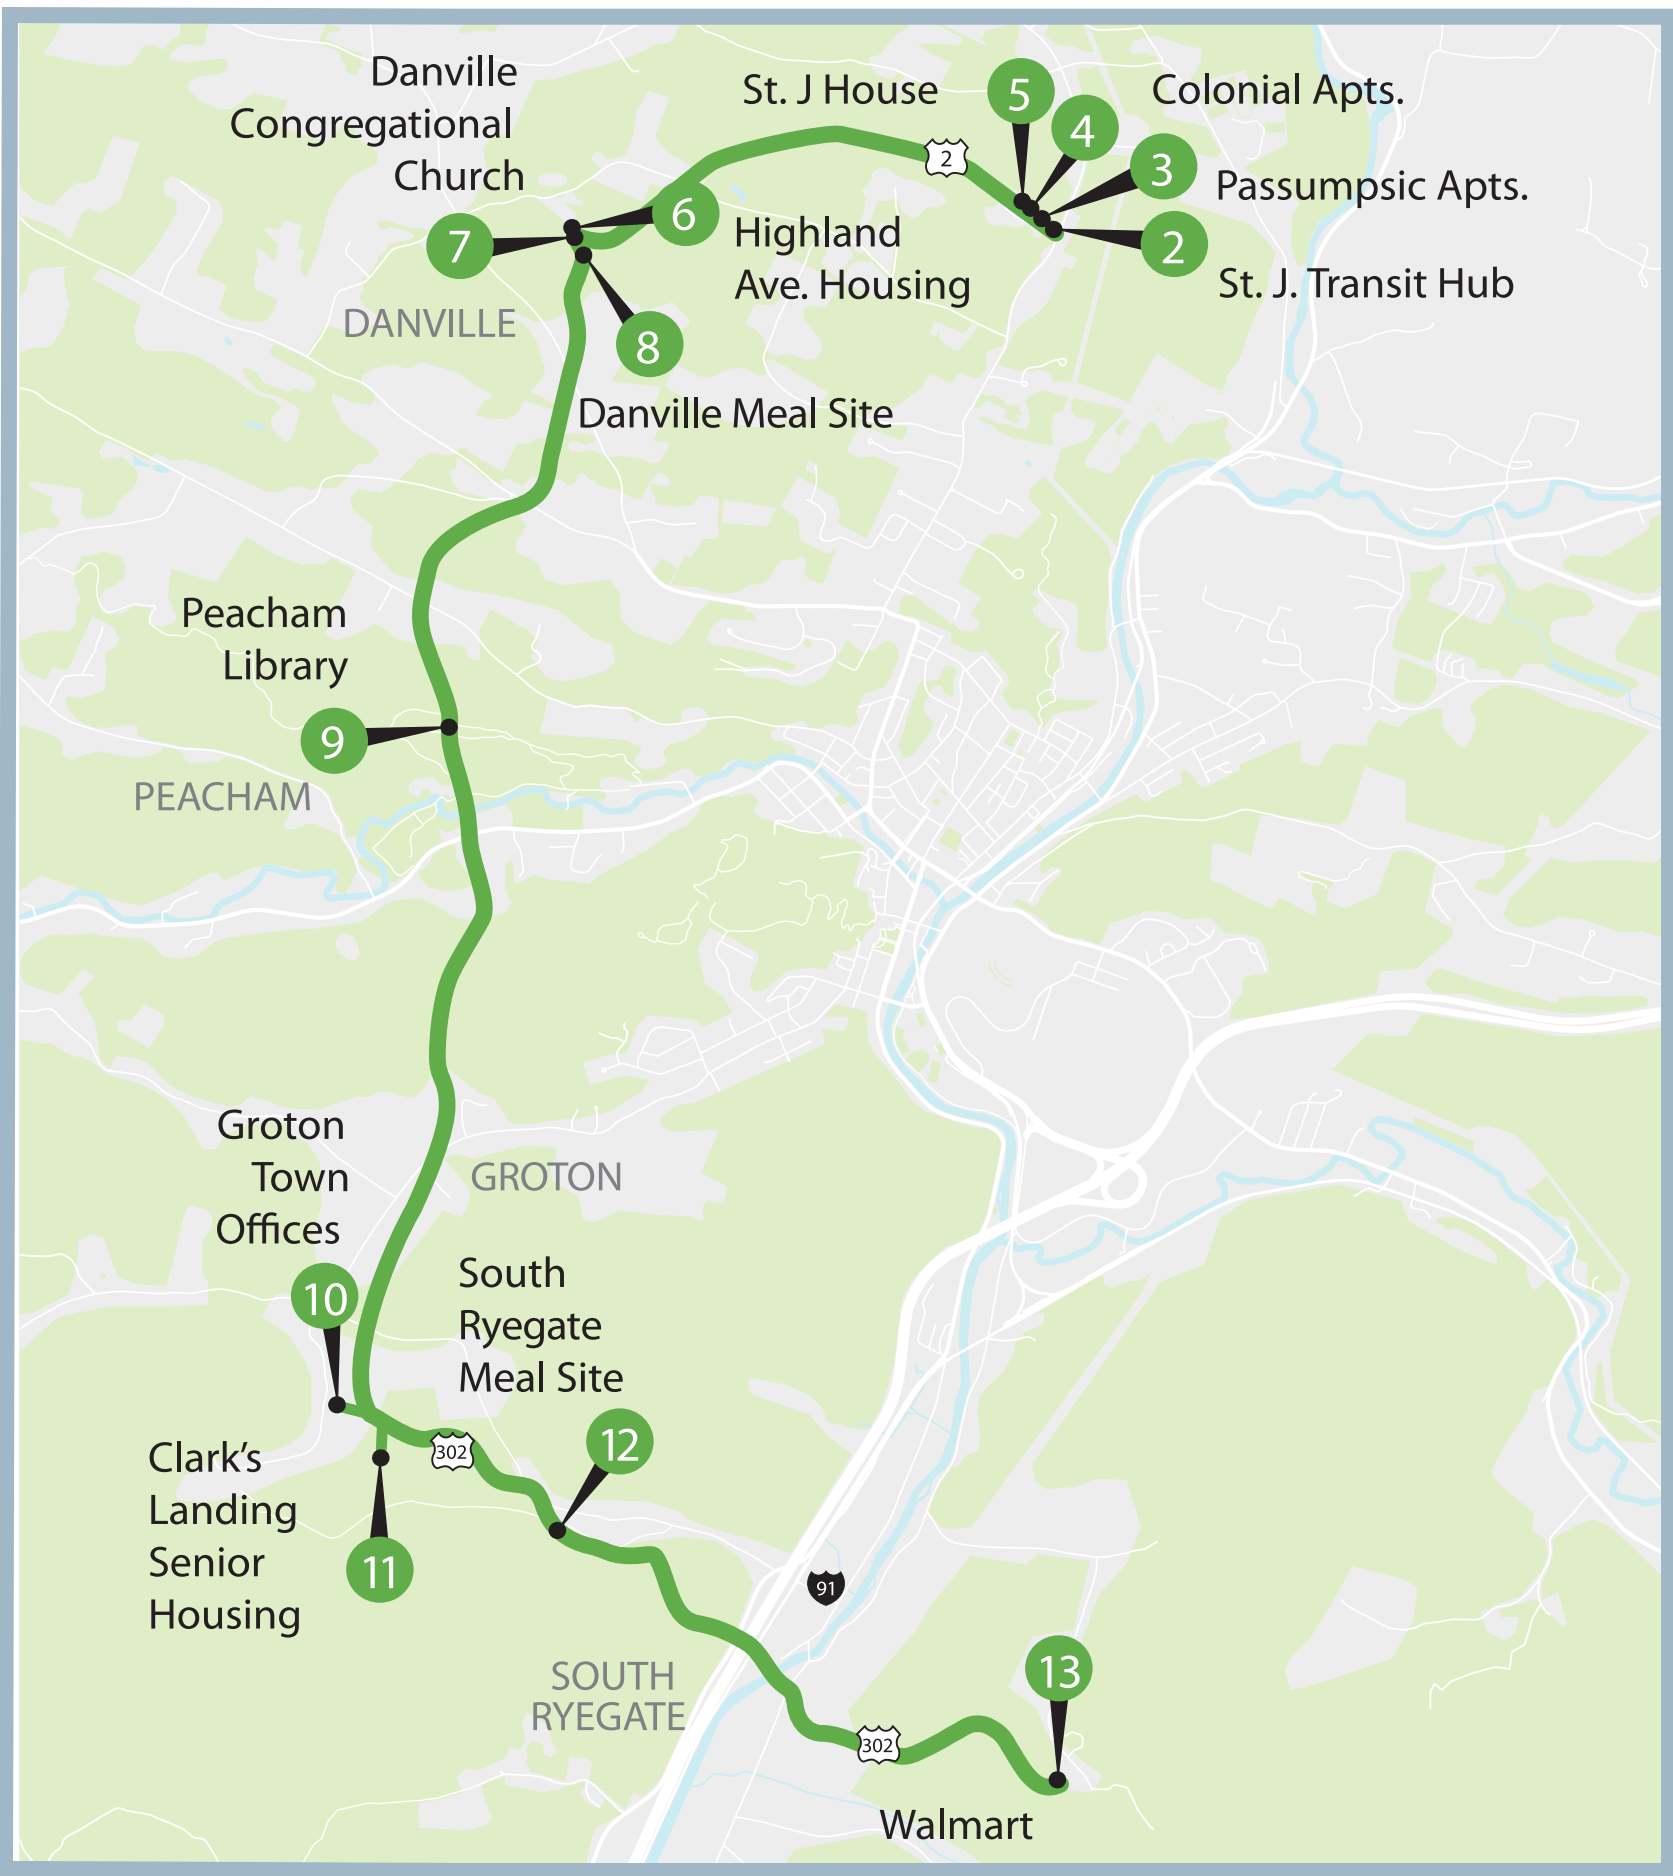 Danville
Congregational
Church
St. J House
5
Colonial Apts.
4
3
Passumpsic Apts.
2
2
St. J. Transit Hub
6
Highland
Ave. Housing
7
DANVILLE
8
Danville Meal Site
Peacham
Library
9
PEACHAM
Groton
Town
Offices
GROTON
10
South
Ryegate
Meal Site
12
302
Clark's
Landing
Senior
Housing
11
91
SOUTH
RYEGATE
13
302
Walmart